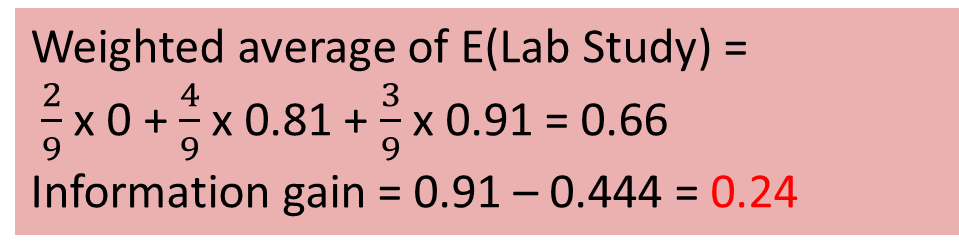 Weighted average of E(Lab Study) =
2/9 x 0 + 4/9 x 0.81 + 3/9 x 0.91 = 0.66
Information gain = 0.91 – 0.444 = 0.24